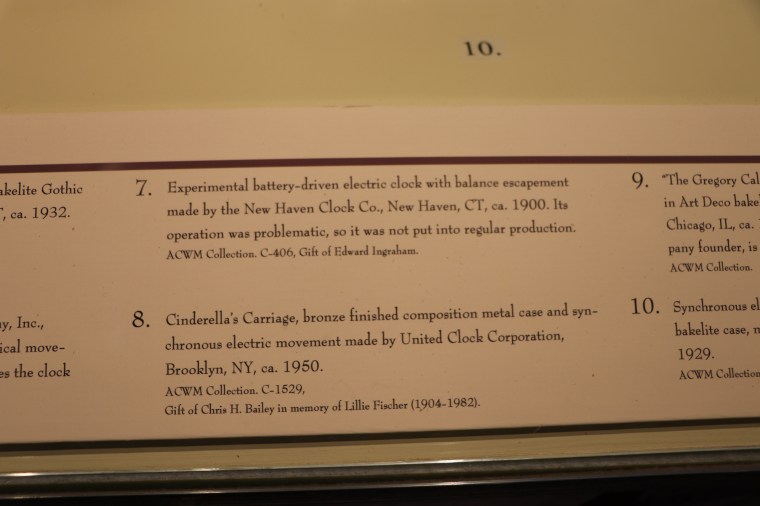 10.
akelite Gothic
T, ca. 1932.
y, Inc.,
ical move-
es the clock
7. Experimental battery-driven electric clock with balance escapement
made by the New Haven Clock Co., New Haven, CT, ca. 1900. Its
operation was problematic, so it was not put into regular production.
ACWM Collection. C-406, Gift of Edward Ingraham.
8. Cinderella's Carriage, bronze finished composition metal case and syn-
chronous electric movement made by United Clock Corporation,
Brooklyn, NY, ca. 1950.
ACWM Collection. C-1529,
Gift of Chris H. Bailey in memory of Lillie Fischer (1904-1982).
9. "The Gregory Cal
in Art Deco bake
Chicago, IL, ca. 1
pany founder, is
ACWM Collection.
10. Synchronous el
bakelite case, m
1929.
ACWM Collection